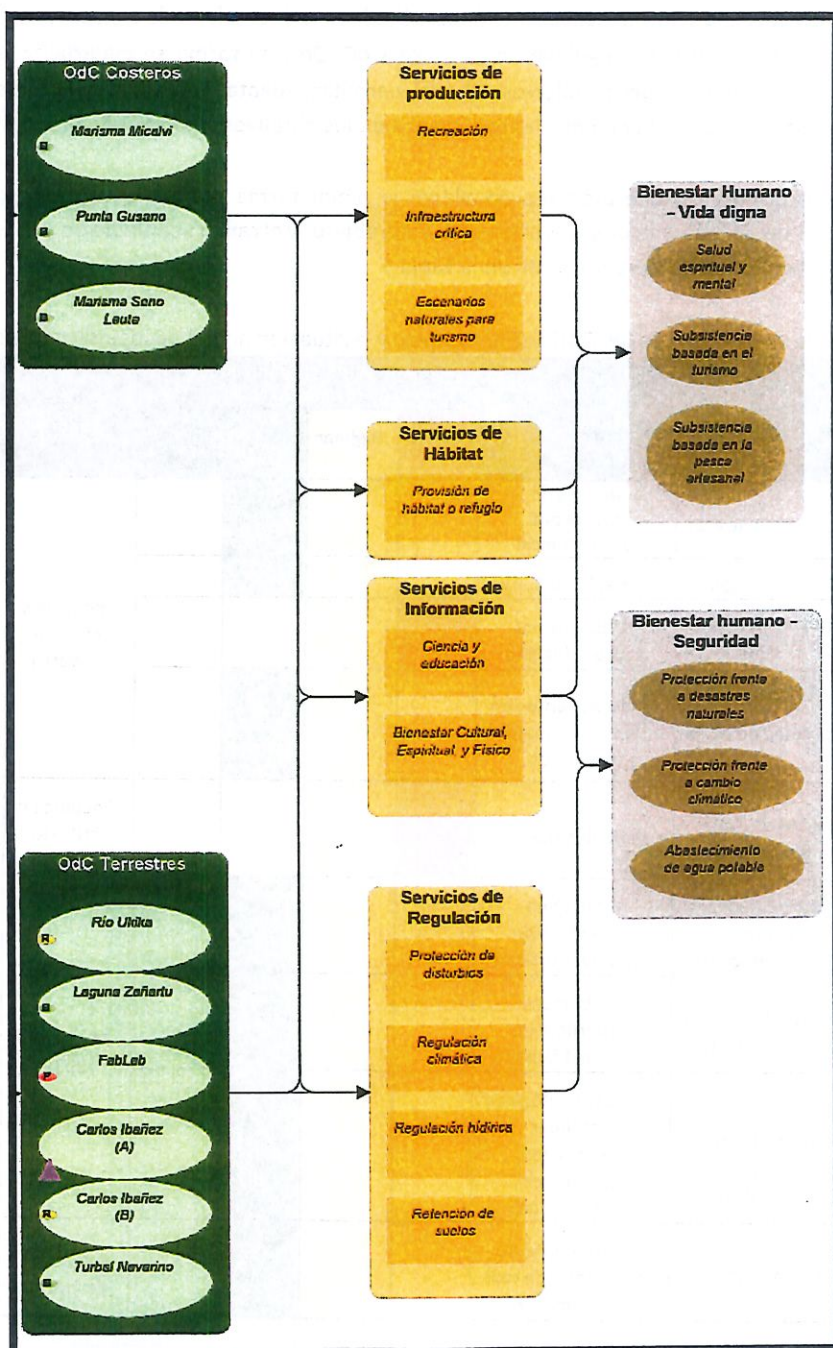 OdC Costeros
Marisma Micalvi
Punta Gusano
Marisma Seno
Lauta
OdC Terrestres
Río Ukika
Laguna Zañartu
FabLab
Carlos Ibañez
(A)
Carlos Ibañez
(B)
Turbal Navarino
Servicios de
producción
Recreación
Infraestructura
crítica
Escenarios
naturales para
turismo
Servicios de
Hábitat
Provisión de
hábitat o refugio
Servicios de
Información
Ciencia y
educación
Bienestar Cultural,
Espiritual, y Físico
Servicios de
Regulación
Protección de
disturbios
Regulación
climática
Regulación hídirica
Retención de
suelos
Bienestar Humano
– Vida digna
Salud
espiritual y
mental
Subsistencia
basada en el
turismo
Subsistencia
basada en la
pesca
artesanal
Bienestar humano –
Seguridad
Protección frente
a desastres
naturales
Protección frente
a cambio
climático
Abastecimiento
de agua potable